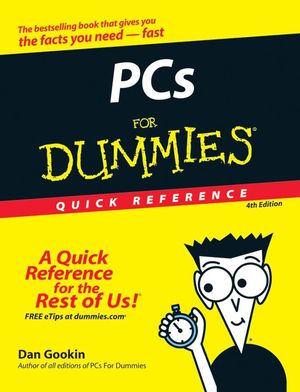 The bestselling book that gives you
the facts you need — fast
PCs
FOR
DUMMIES®
QUICK REFERENCE
4th Edition
A Quick
Reference
for the
Rest of Us!®
FREE eTips at dummies.com®
Dan Gookin
Author of all editions of PCs For Dummies